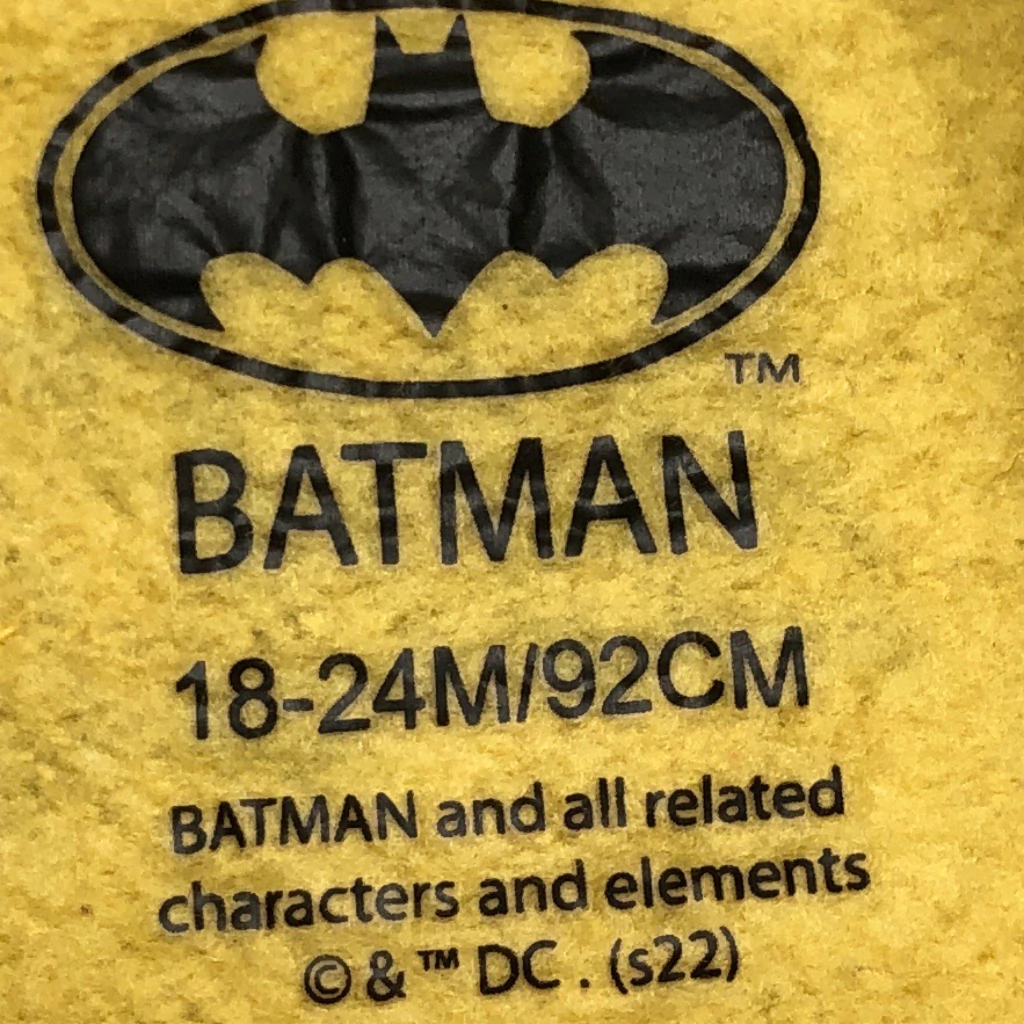 TM
BATMAN
18-24M/92CM
BATMAN and all related
characters and elements
© & ™ DC . (s22)